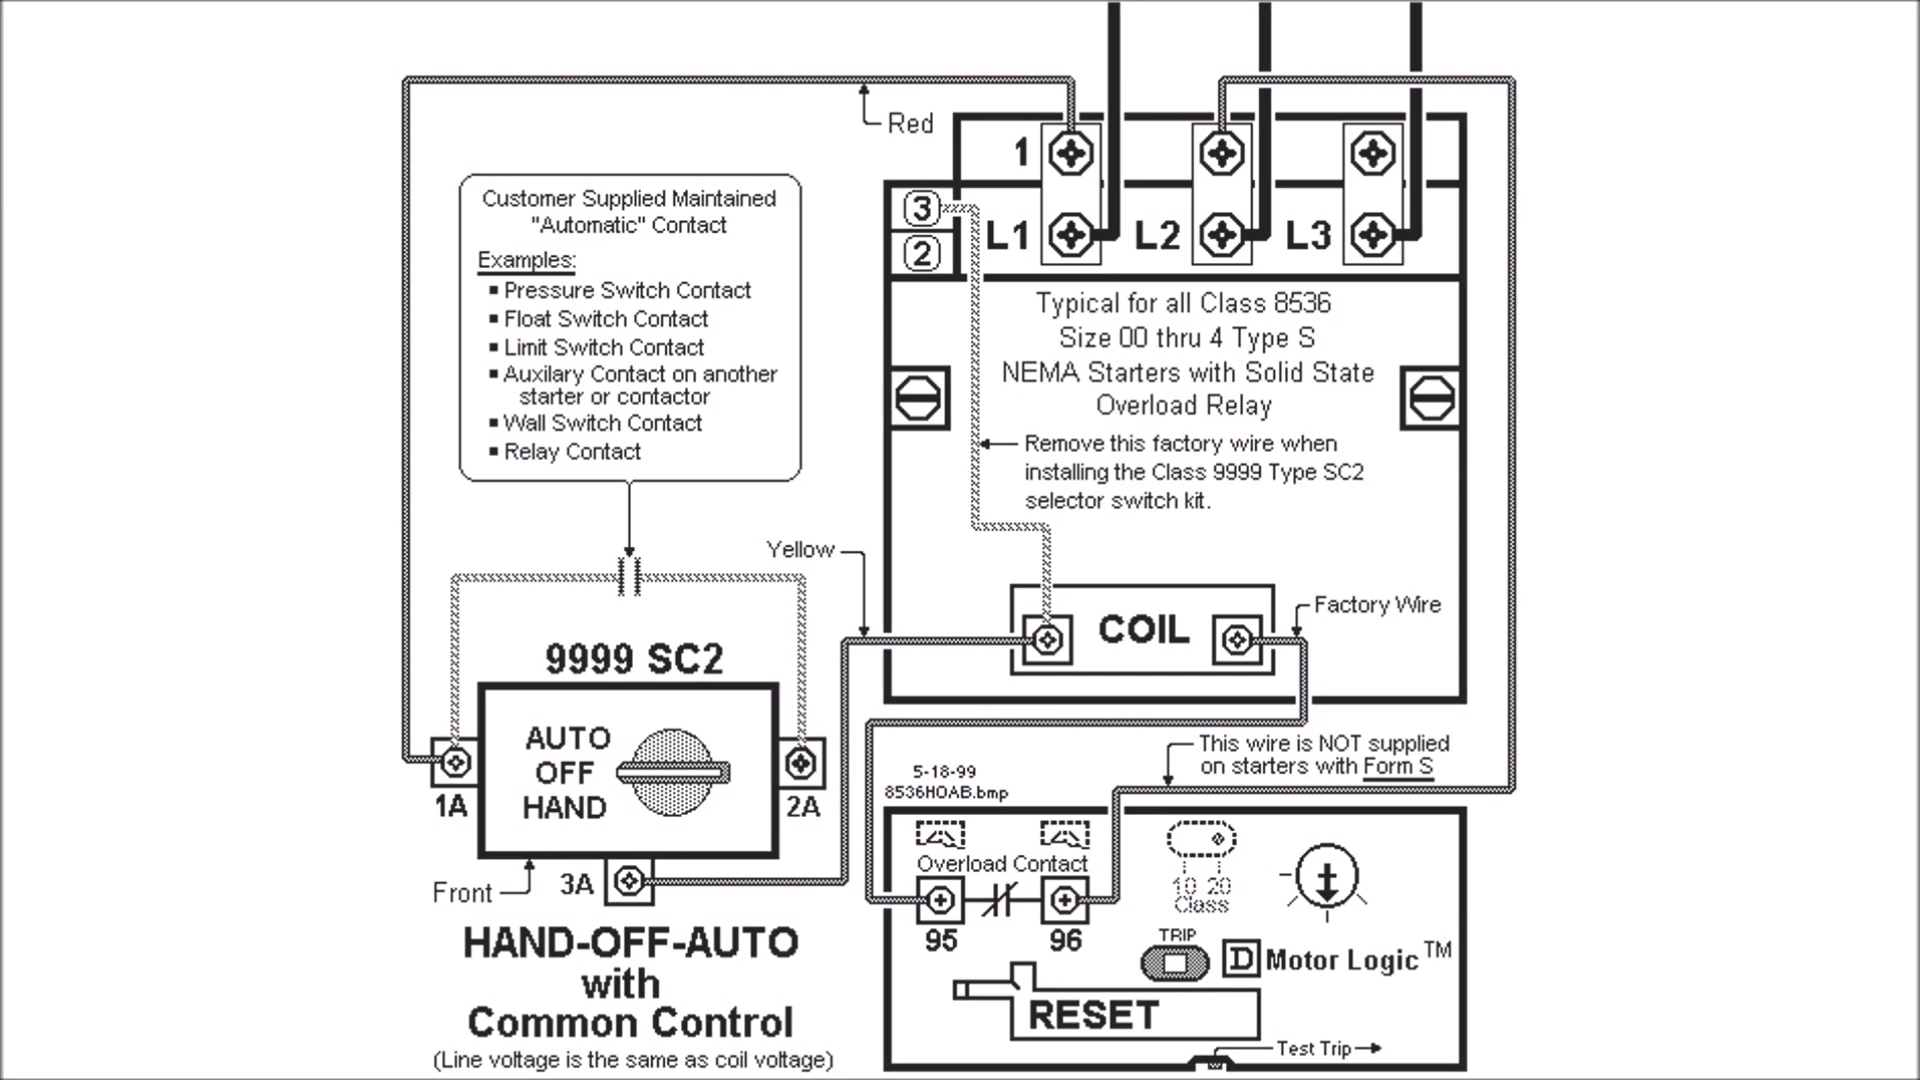 Red
1
3
2
L1
L2
L3
Customer Supplied Maintained
"Automatic" Contact
Examples:
▪ Pressure Switch Contact
▪ Float Switch Contact
▪ Limit Switch Contact
▪ Auxilary Contact on another
starter or contactor
▪ Wall Switch Contact
▪ Relay Contact
Typical for all Class 8536
Size 00 thru 4 Type S
NEMA Starters with Solid State
Overload Relay
Remove this factory wire when
installing the Class 9999 Type SC2
selector switch kit.
Yellow
COIL
Factory Wire
9999 SC2
AUTO
OFF
HAND
1A
2A
3A
Front
This wire is NOT supplied
on starters with Form S
5-18-99
8536HOAB.bmp
Overload Contact
10 20
Class
95
96
TRIP
D Motor Logic™
RESET
Test Trip
HAND-OFF-AUTO
with
Common Control
(Line voltage is the same as coil voltage)